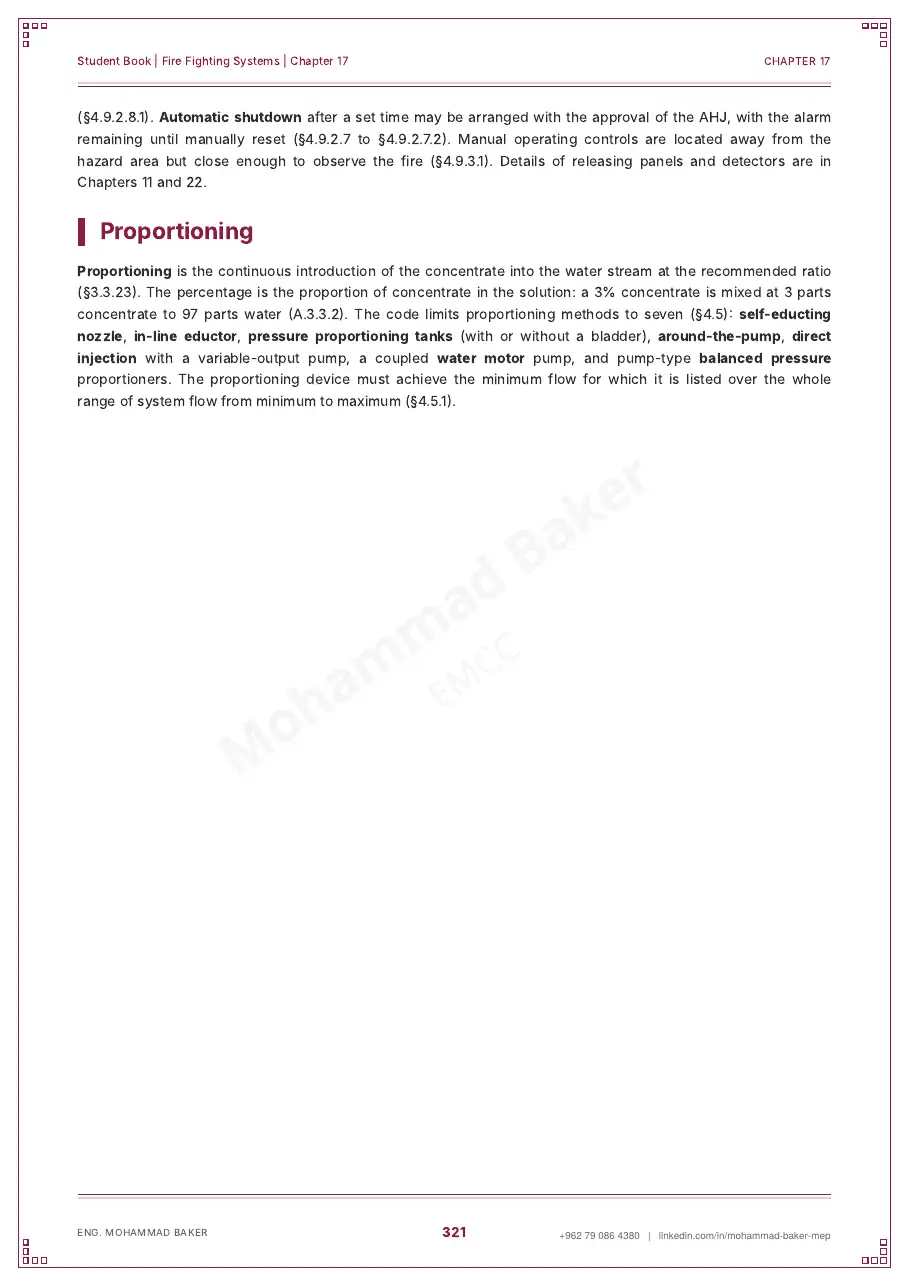 Student Book | Fire Fighting Systems | Chapter 17
CHAPTER 17
(§4.9.2.8.1). Automatic shutdown after a set time may be arranged with the approval of the AHJ, with the alarm
remaining until manually reset (§4.9.2.7 to §4.9.2.7.2). Manual operating controls are located away from the
hazard area but close enough to observe the fire (§4.9.3.1). Details of releasing panels and detectors are in
Chapters 11 and 22.
Proportioning
Proportioning is the continuous introduction of the concentrate into the water stream at the recommended ratio
(§3.3.23). The percentage is the proportion of concentrate in the solution: a 3% concentrate is mixed at 3 parts
concentrate to 97 parts water (A.3.3.2). The code limits proportioning methods to seven (§4.5): self-educting
nozzle, in-line eductor, pressure proportioning tanks (with or without a bladder), around-the-pump, direct
injection with a variable-output pump, a coupled water motor pump, and pump-type balanced pressure
proportioners. The proportioning device must achieve the minimum flow for which it is listed over the whole
range of system flow from minimum to maximum (§4.5.1).
Mohammad Baker
EMCC
ENG. MOHAMMAD BAKER
321
+962 79 086 4380 | linkedin.com/in/mohammad-baker-mep